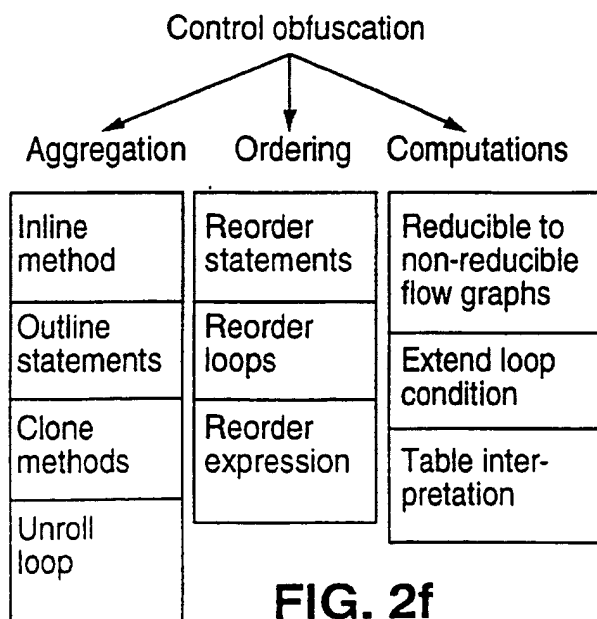 Control obfuscation
Aggregation
Ordering
Computations
Inline
method
Outline
statements
Clone
methods
Unroll
loop
Reorder
statements
Reorder
loops
Reorder
expression
Reducible to
non-reducible
flow graphs
Extend loop
condition
Table inter-
pretation
FIG. 2f